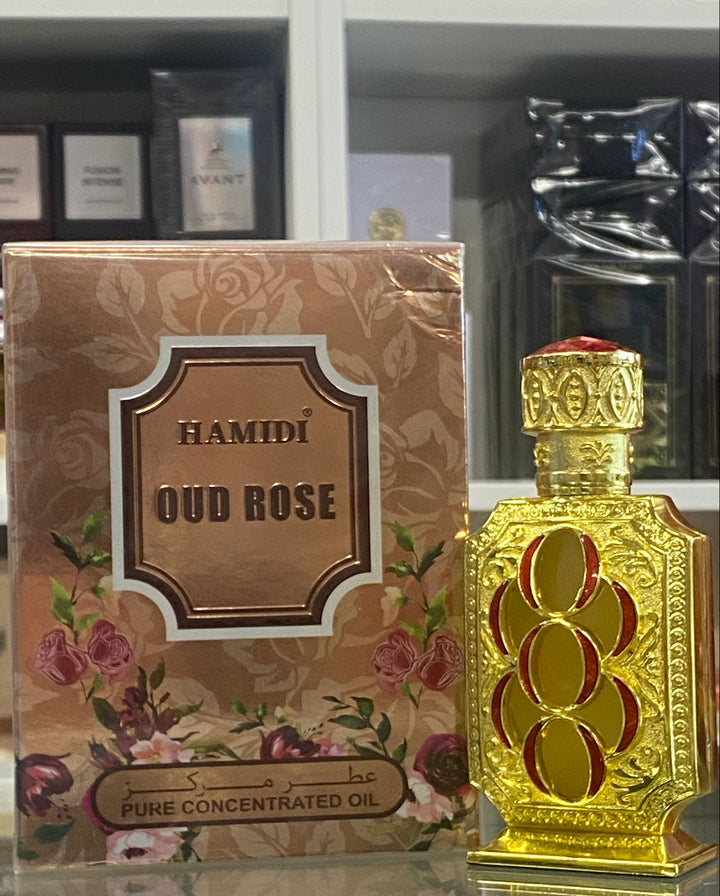 FUSION
INTENSE
AVANT
HAMIDI®
OUD ROSE
عطر مركز
PURE CONCENTRATED OIL